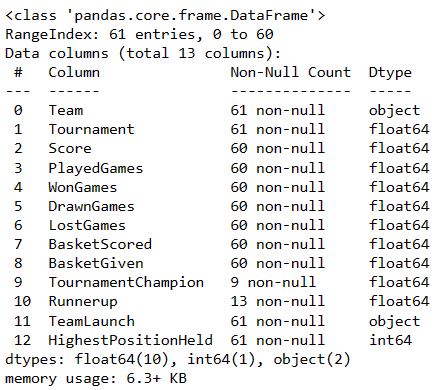 <class 'pandas.core.frame.DataFrame'>
RangeIndex: 61 entries, 0 to 60
Data columns (total 13 columns):
 #   Column              Non-Null Count  Dtype
---  ------              --------------  -----
 0   Team                61 non-null     object
 1   Tournament          61 non-null     float64
 2   Score               60 non-null     float64
 3   PlayedGames         60 non-null     float64
 4   WonGames            60 non-null     float64
 5   DrawnGames          60 non-null     float64
 6   LostGames           60 non-null     float64
 7   BasketScored        60 non-null     float64
 8   BasketGiven         60 non-null     float64
 9   TournamentChampion  9 non-null      float64
 10  Runnerup            13 non-null     float64
 11  TeamLaunch          61 non-null     object
 12  HighestPositionHeld 61 non-null     int64
dtypes: float64(10), int64(1), object(2)
memory usage: 6.3+ KB